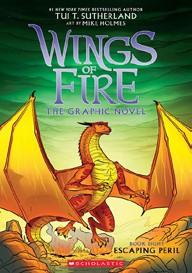 #1 NEW YORK TIMES BESTSELLING AUTHOR
TUI T. SUTHERLAND
ART BY MIKE HOLMES
WINGS
OF
FIRE
THE GRAPHIC NOVEL
BOOK EIGHT
ESCAPING PERIL
SCHOLASTIC